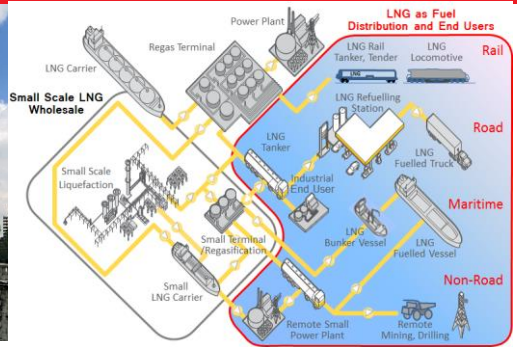 Power Plant
LNG as Fuel
Distribution and End Users
Regas Terminal
LNG Carrier
LNG Rail
Tanker, Tender
LNG
Locomotive
Rail
Small Scale LNG
Wholesale
LNG
Tanker
LNG Refuelling
Station
Road
Small Scale
Liquefaction
Industrial
End User
LNG
Fuelled Truck
Small Terminal
/Regasification
Maritime
LNG
Bunker Vessel
LNG
Fuelled Vessel
Small
LNG Carrier
Non-Road
Remote Small
Power Plant
Remote
Mining, Drilling
LNG